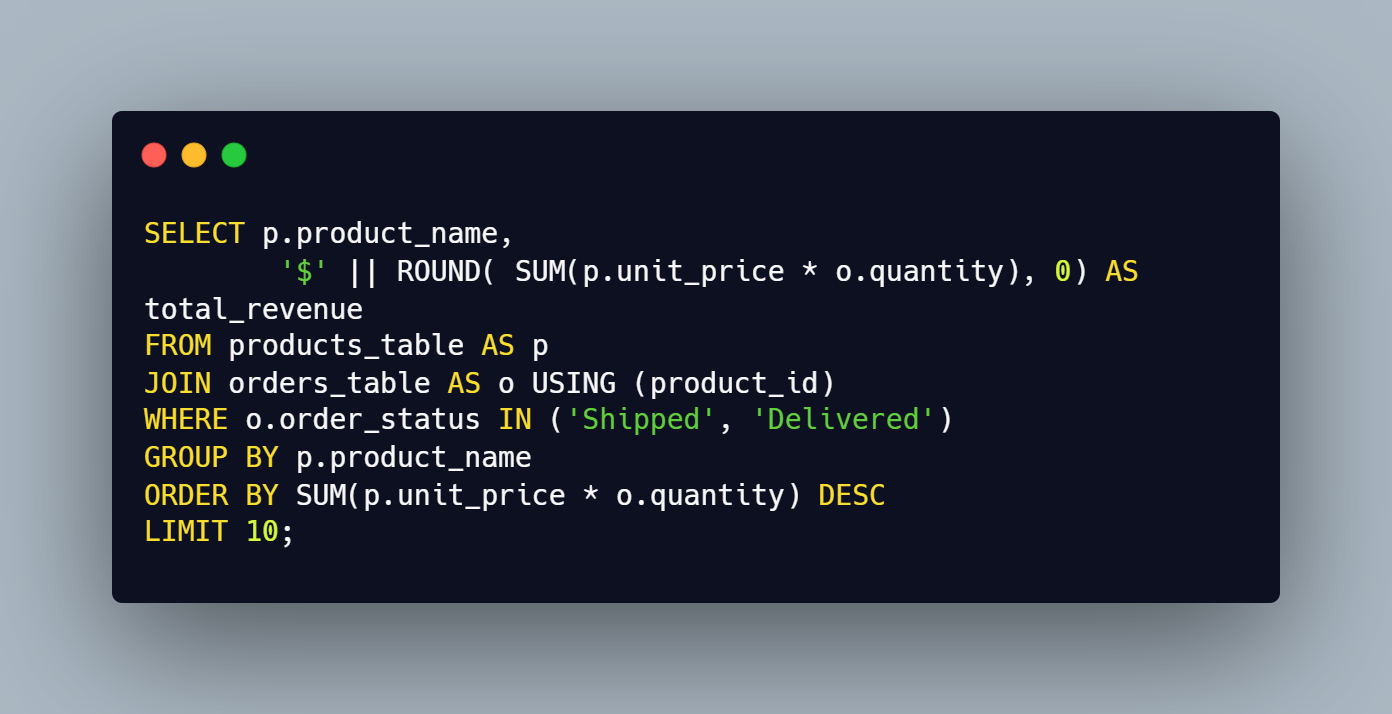 SELECT p.product_name,
        '$' || ROUND( SUM(p.unit_price * o.quantity), 0) AS
total_revenue
FROM products_table AS p
JOIN orders_table AS o USING (product_id)
WHERE o.order_status IN ('Shipped', 'Delivered')
GROUP BY p.product_name
ORDER BY SUM(p.unit_price * o.quantity) DESC
LIMIT 10;